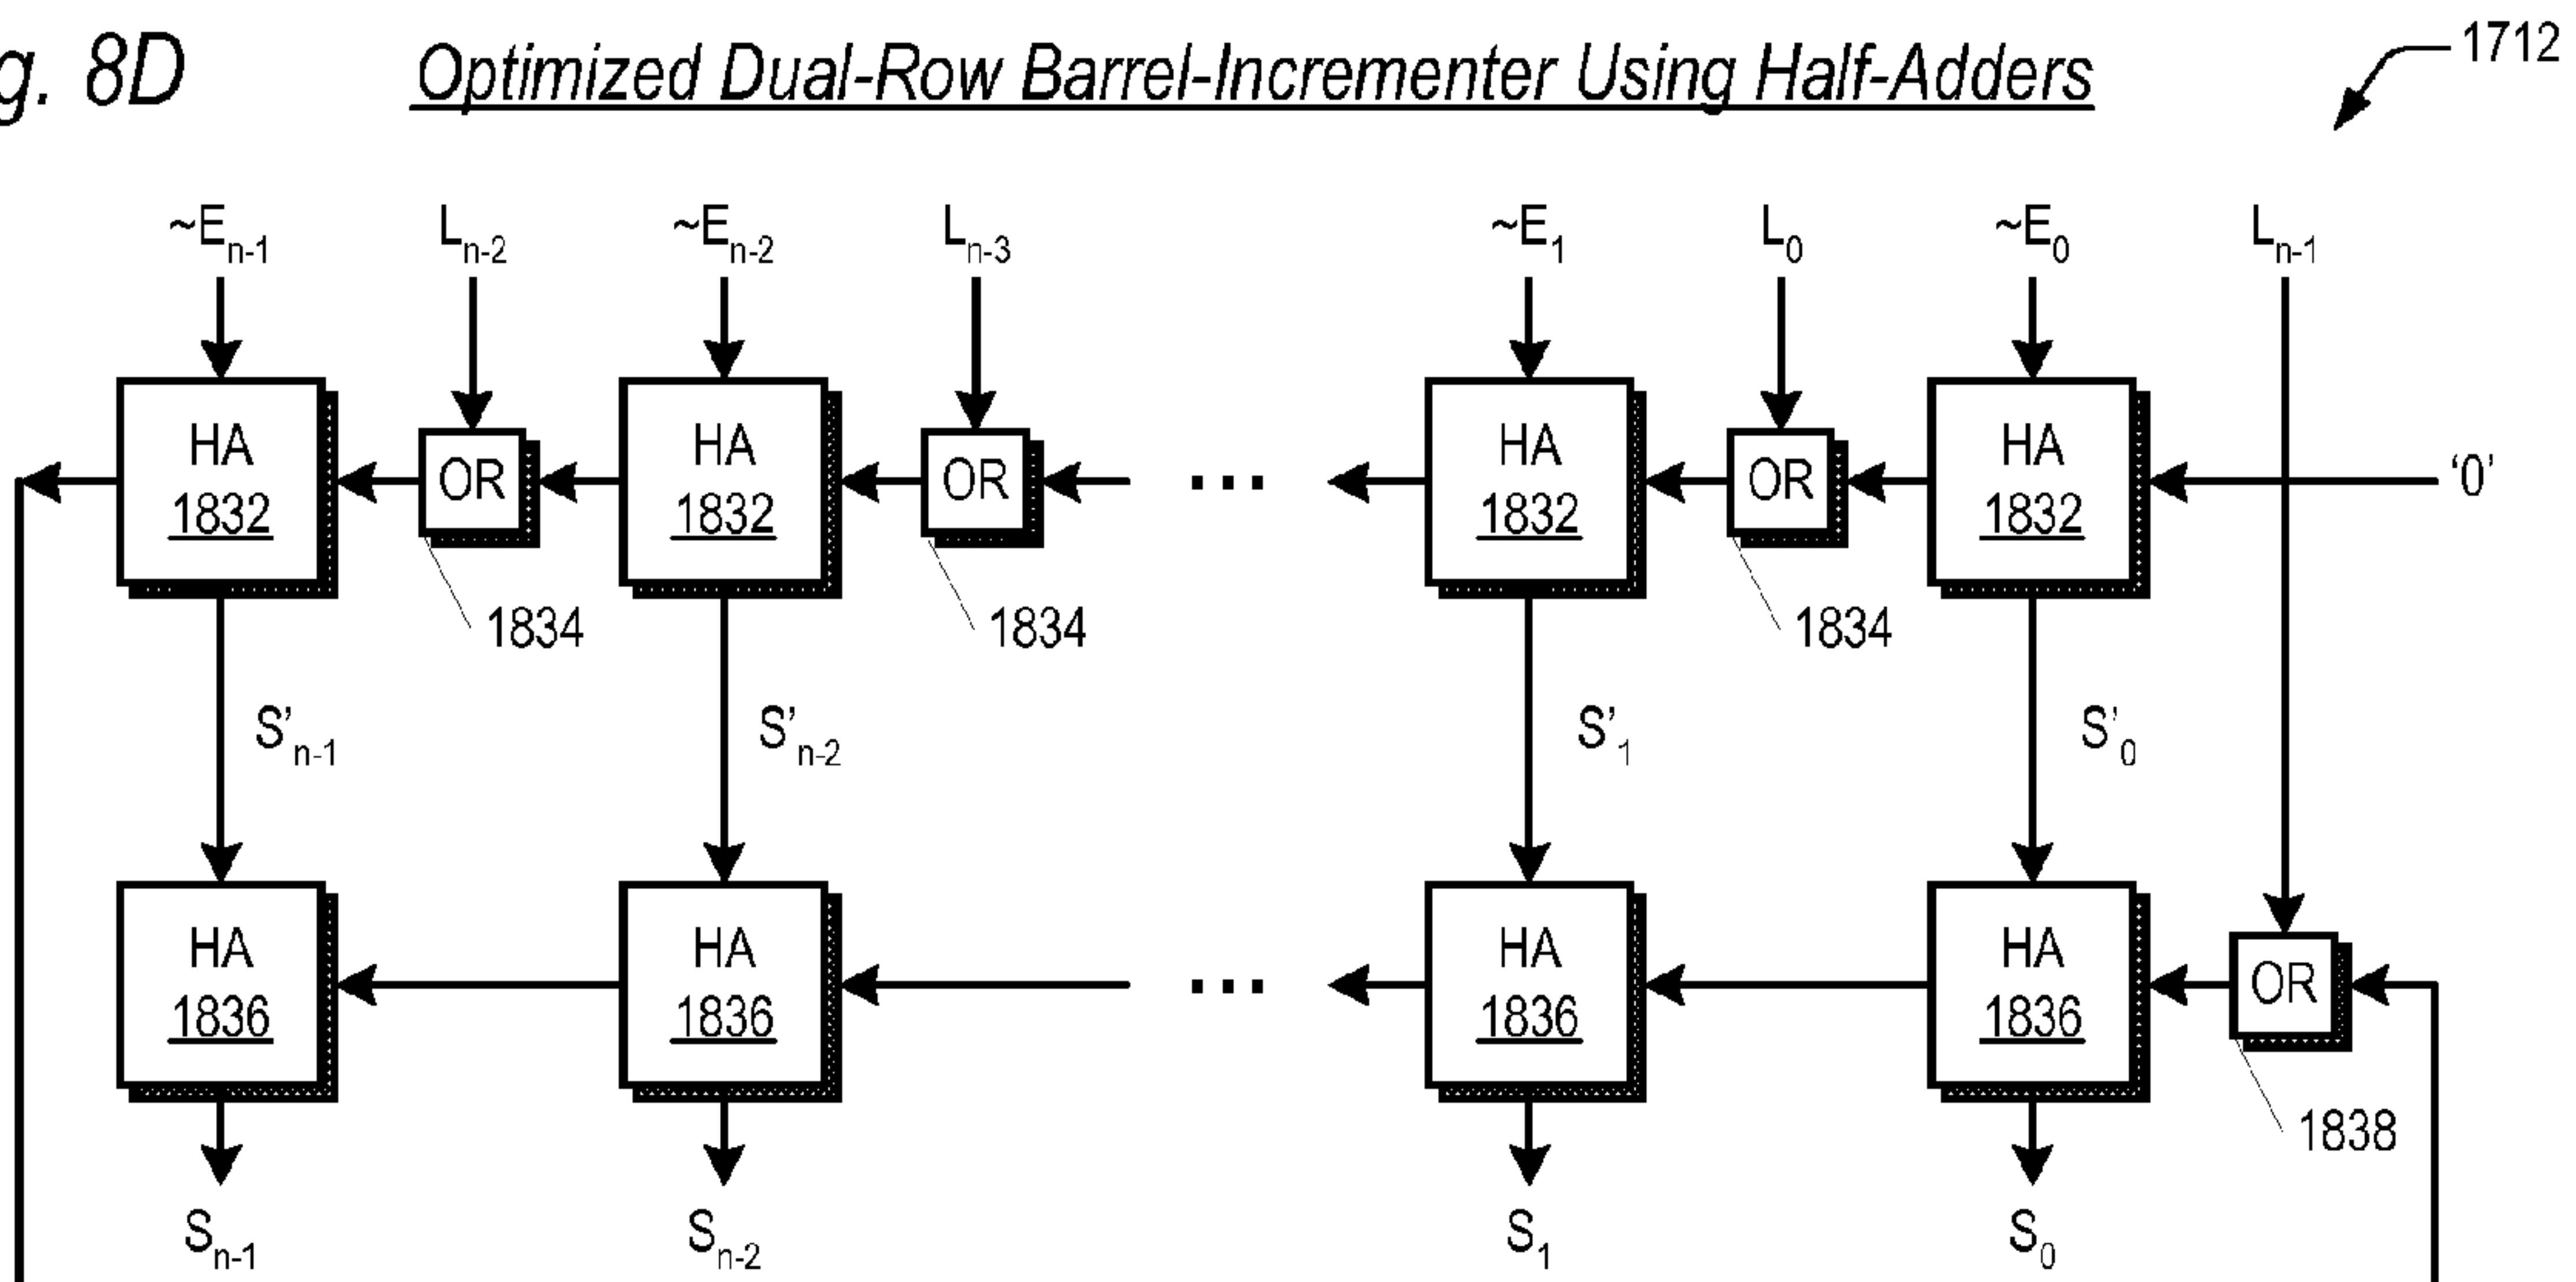 g. 8D Optimized Dual-Row Barrel-Incrementer Using Half-Adders 1712
~En-1 Ln-2 ~En-2 Ln-3 ~E1 L0 ~E0 Ln-1
HA OR HA OR ... HA OR HA '0'
1832 1832 1832 1832
1834 1834 1834
S'n-1 S'n-2 S'1 S'0
HA HA ... HA HA OR
1836 1836 1836 1836
1838
Sn-1 Sn-2 S1 S0